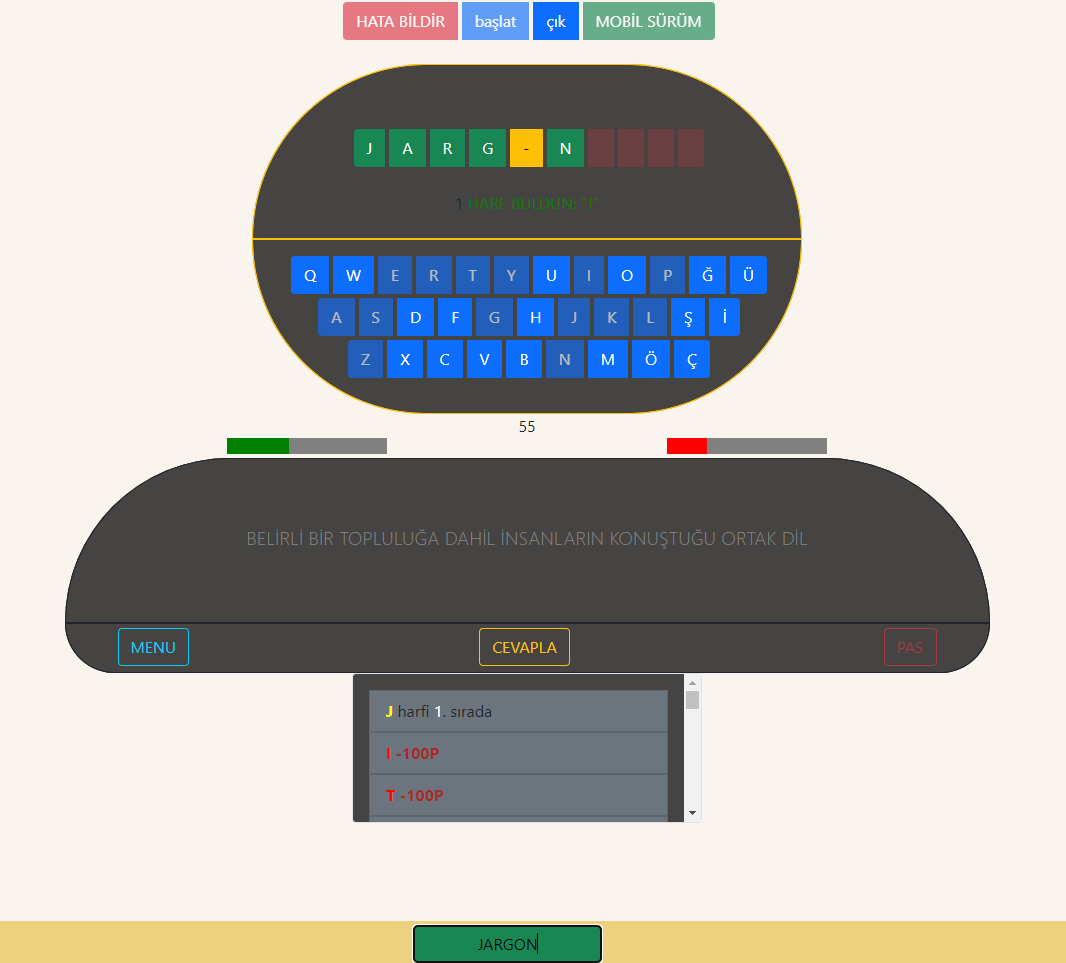 HATA BİLDİR başlat çık MOBİL SÜRÜM
J A R G - N
1 HARF BULDUN: "J"
Q W E R T Y U I O P Ğ Ü
A S D F G H J K L Ş İ
Z X C V B N M Ö Ç
55
BELİRLİ BİR TOPLULUĞA DAHİL İNSANLARIN KONUŞTUĞU ORTAK DİL
MENU CEVAPLA PAS
J harfi 1. sırada
I -100P
T -100P
JARGON